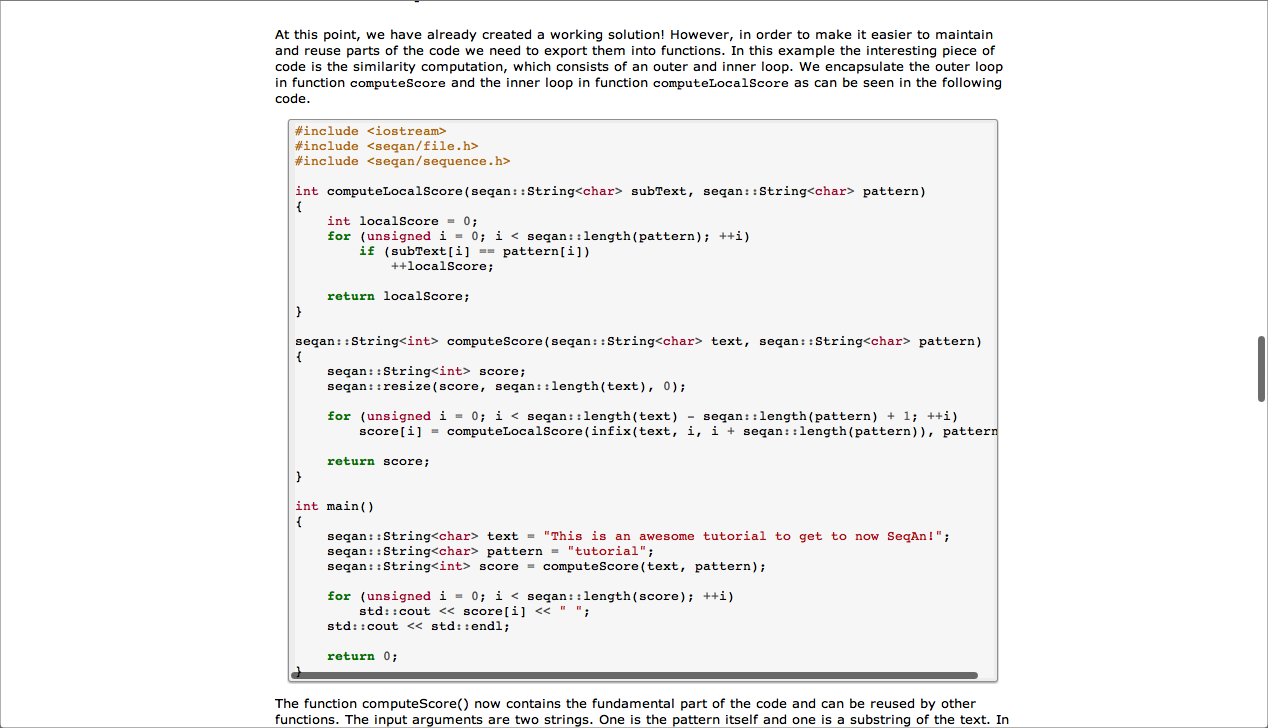 At this point, we have already created a working solution! However, in order to make it easier to maintain
and reuse parts of the code we need to export them into functions. In this example the interesting piece of
code is the similarity computation, which consists of an outer and inner loop. We encapsulate the outer loop
in function computeScore and the inner loop in function computeLocalScore as can be seen in the following
code.
#include <iostream>
#include <seqan/file.h>
#include <seqan/sequence.h>
int computeLocalScore(seqan::String<char> subText, seqan::String<char> pattern)
{
    int localScore = 0;
    for (unsigned i = 0; i < seqan::length(pattern); ++i)
        if (subText[i] == pattern[i])
            ++localScore;
    return localScore;
}
seqan::String<int> computeScore(seqan::String<char> text, seqan::String<char> pattern)
{
    seqan::String<int> score;
    seqan::resize(score, seqan::length(text), 0);
    for (unsigned i = 0; i < seqan::length(text) - seqan::length(pattern) + 1; ++i)
        score[i] = computeLocalScore(infix(text, i, i + seqan::length(pattern)), pattern
    return score;
}
int main()
{
    seqan::String<char> text = "This is an awesome tutorial to get to now SeqAn!";
    seqan::String<char> pattern = "tutorial";
    seqan::String<int> score = computeScore(text, pattern);
    for (unsigned i = 0; i < seqan::length(score); ++i)
        std::cout << score[i] << " ";
    std::cout << std::endl;
    return 0;
}
The function computeScore() now contains the fundamental part of the code and can be reused by other
functions. The input arguments are two strings. One is the pattern itself and one is a substring of the text. In